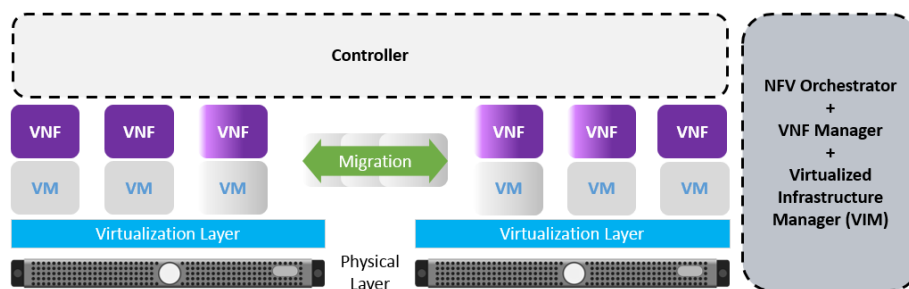 Controller
NFV Orchestrator
+
VNF Manager
+
Virtualized
Infrastructure
Manager (VIM)
VNF VNF VNF VNF VNF VNF
Migration
VM VM VM VM VM VM
Virtualization Layer Virtualization Layer
Physical
Layer